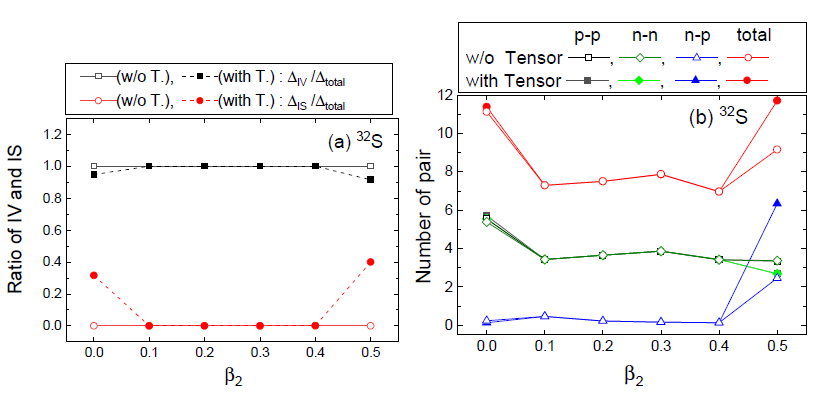 (w/o T.), (with T.) : Δ_IV /Δ_total
(w/o T.), (with T.) : Δ_IS /Δ_total
(a) ³²S
Ratio of IV and IS
1.2
1.0
0.8
0.6
0.4
0.2
0.0
0.0 0.1 0.2 0.3 0.4 0.5
β₂
p-p n-n n-p total
w/o Tensor , , ,
with Tensor , , ,
(b) ³²S
Number of pair
12
10
8
6
4
2
0
0.0 0.1 0.2 0.3 0.4 0.5
β₂